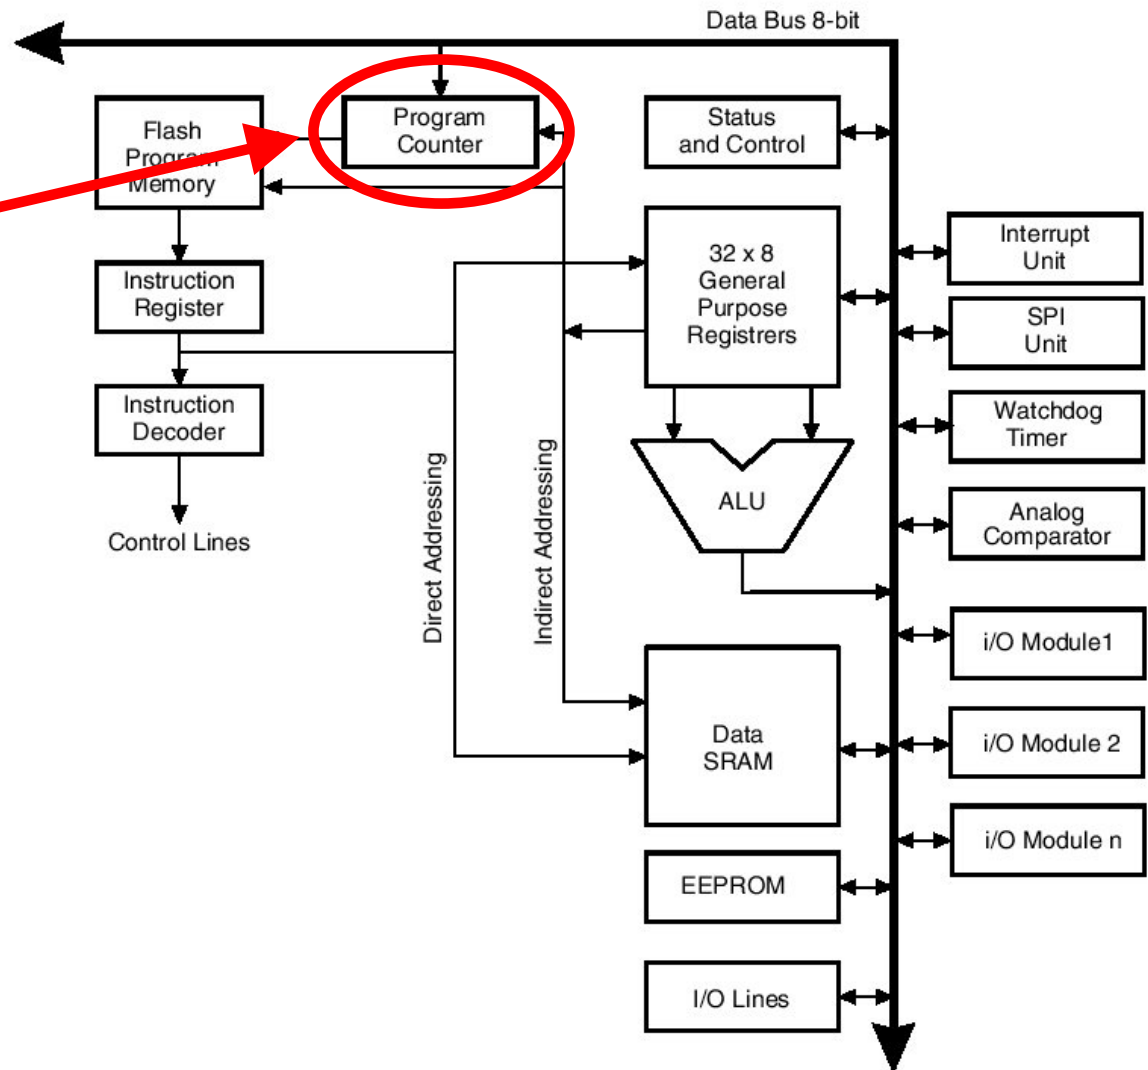 Data Bus 8-bit
Flash
Program
Memory
Program
Counter
Status
and Control
Interrupt
Unit
32 x 8
General
Purpose
Registrers
Instruction
Register
SPI
Unit
Instruction
Decoder
Watchdog
Timer
ALU
Analog
Comparator
Control Lines
Direct Addressing
Indirect Addressing
i/O Module1
Data
SRAM
i/O Module 2
i/O Module n
EEPROM
I/O Lines